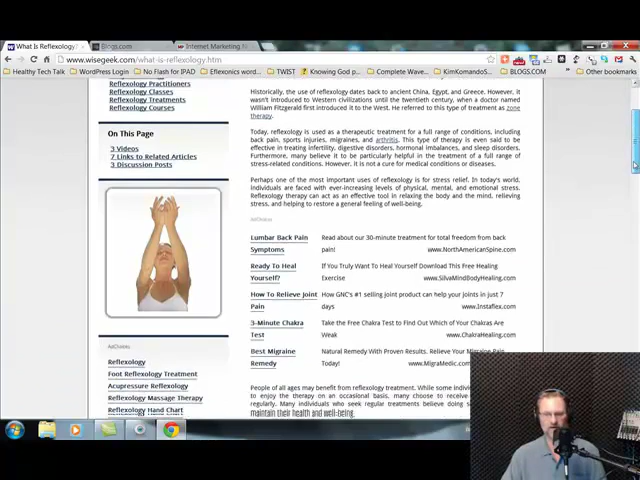 What Is Reflexology?
Blogs.com
Internet Marketing
www.wisegeek.com/what-is-reflexology.htm
Healthy Tech Talk
WordPress Login
No Flash for IPAD
Eflexonics word...
TWIST
Knowing God p...
Complete Wave...
KimKomandoS...
BLOGS.COM
Other bookmarks
Reflexology Practitioners
Reflexology Classes
Reflexology Treatments
Reflexology Courses
On This Page
3 Videos
7 Links to Related Articles
3 Discussion Posts
AdChoices
Reflexology
Foot Reflexology Treatment
Acupressure Reflexology
Reflexology Massage Therapy
Reflexology Hand Chart
Historically, the use of reflexology dates back to ancient China, Egypt, and Greece. However, it
wasn't introduced to Western civilizations until the twentieth century, when a doctor named
William Fitzgerald first introduced it to the West. He referred to this type of treatment as zone
therapy.
Today, reflexology is used as a therapeutic treatment for a full range of conditions, including
back pain, sports injuries, migraines, and arthritis. This type of therapy is even said to be
effective in treating infertility, digestive disorders, hormonal imbalances, and sleep disorders.
Furthermore, many believe it to be particularly helpful in the treatment of a full range of
stress-related conditions. However, it is not a cure for medical conditions or diseases.
Perhaps one of the most important uses of reflexology is for stress relief. In today's world,
individuals are faced with ever-increasing levels of physical, mental, and emotional stress.
Reflexology therapy can act as an effective tool in relaxing the body and the mind, relieving
stress, and helping to restore a general feeling of well-being.
AdChoices
Lumbar Back Pain Read about our 30-minute treatment for total freedom from back
Symptoms pain! www.NorthAmericanSpine.com
Ready To Heal If You Truly Want To Heal Yourself Download This Free Healing
Yourself? Exercise www.SilvaMindBodyHealing.com
How To Relieve Joint How GNC's #1 selling joint product can help your joints in just 7
Pain days www.Instaflex.com
3-Minute Chakra Take the Free Chakra Test to Find Out Which of Your Chakras Are
Test Weak www.ChakraHealing.com
Best Migraine Natural Remedy With Proven Results. Relieve Your Migraine Pain
Remedy Today! www.MigraMedic.com
People of all ages may benefit from reflexology treatment. While some
to enjoy the therapy on an occasional basis, many choose to receive
regularly. Many individuals who seek regular treatments believe doing
maintain their health and well-being.